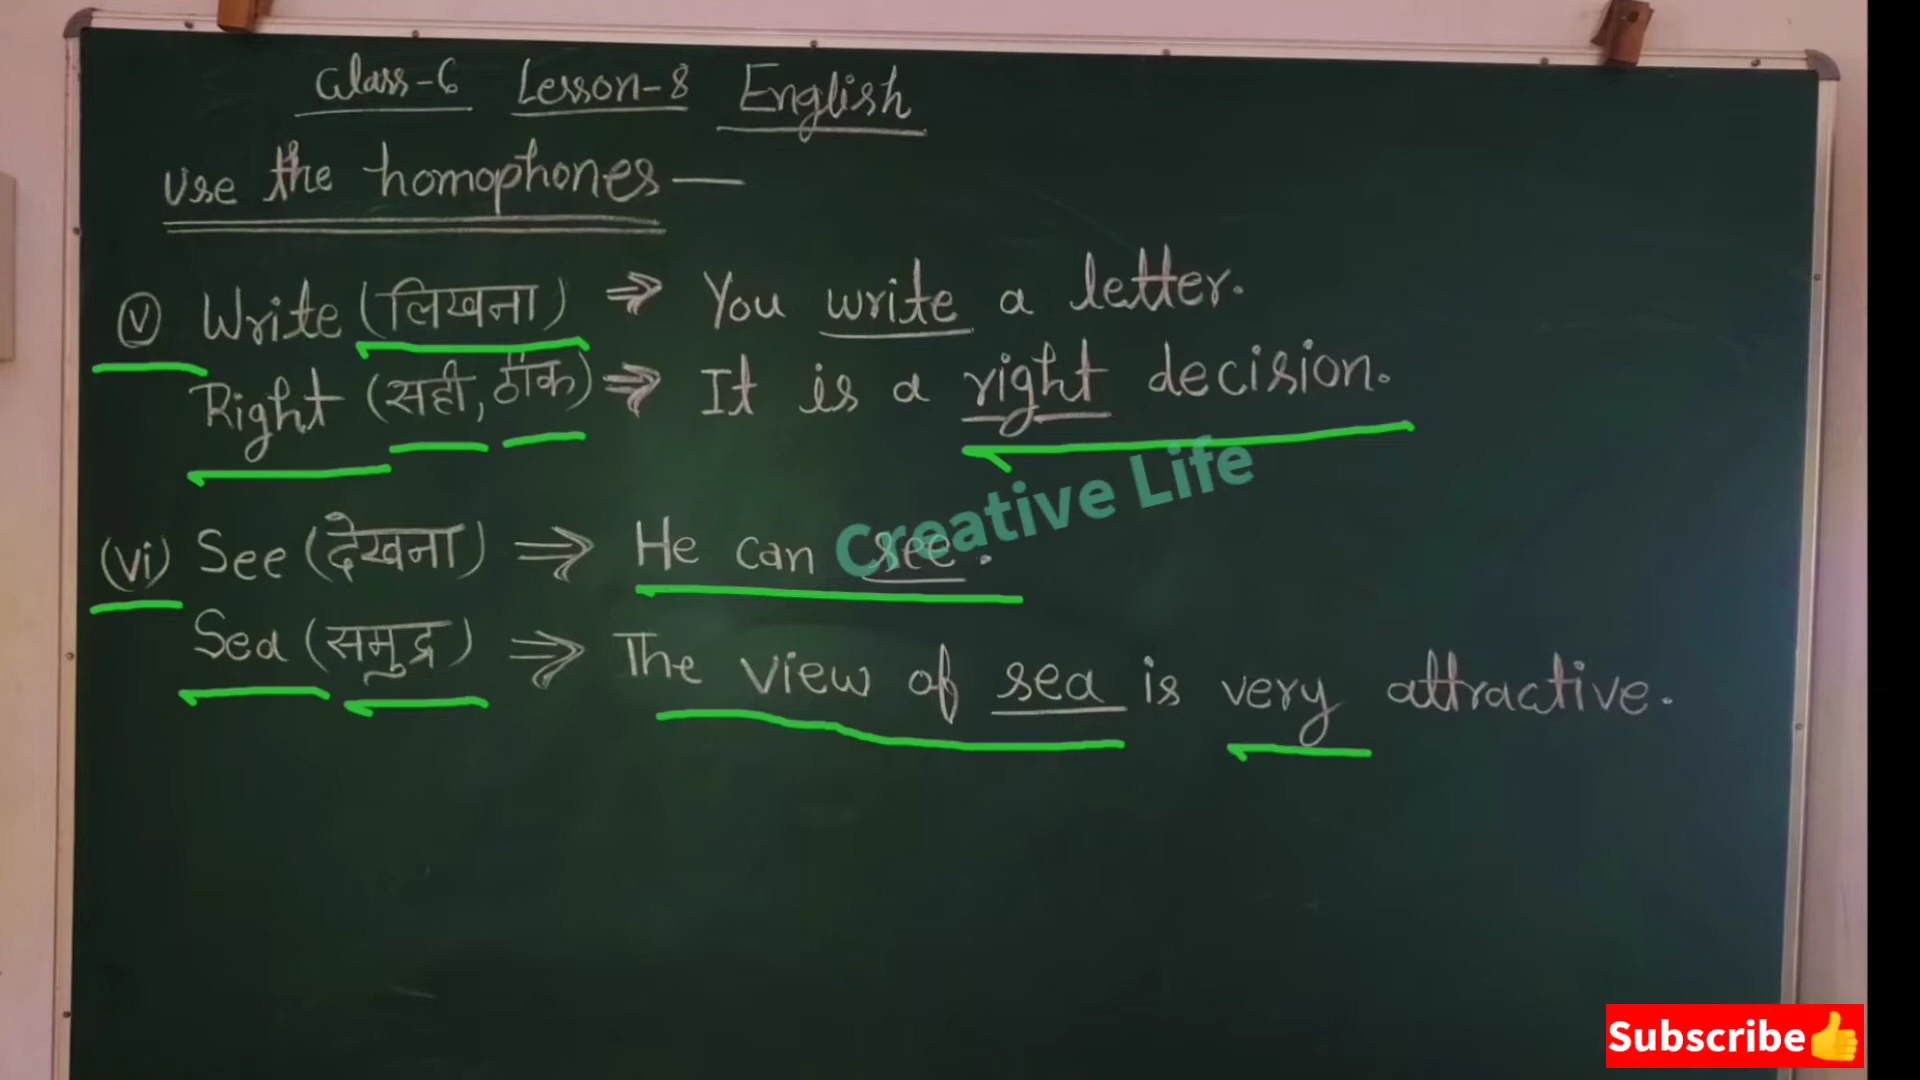 Class-6 Lesson-8 English
Use the homophones—
(v) Write (लिखना) ⇒ You write a letter.
Right (सही, ठीक) ⇒ It is a right decision.
(vi) See (देखना) ⇒ He can see.
Sea (समुद्र) ⇒ The view of sea is very attractive.
Creative Life
Subscribe👍